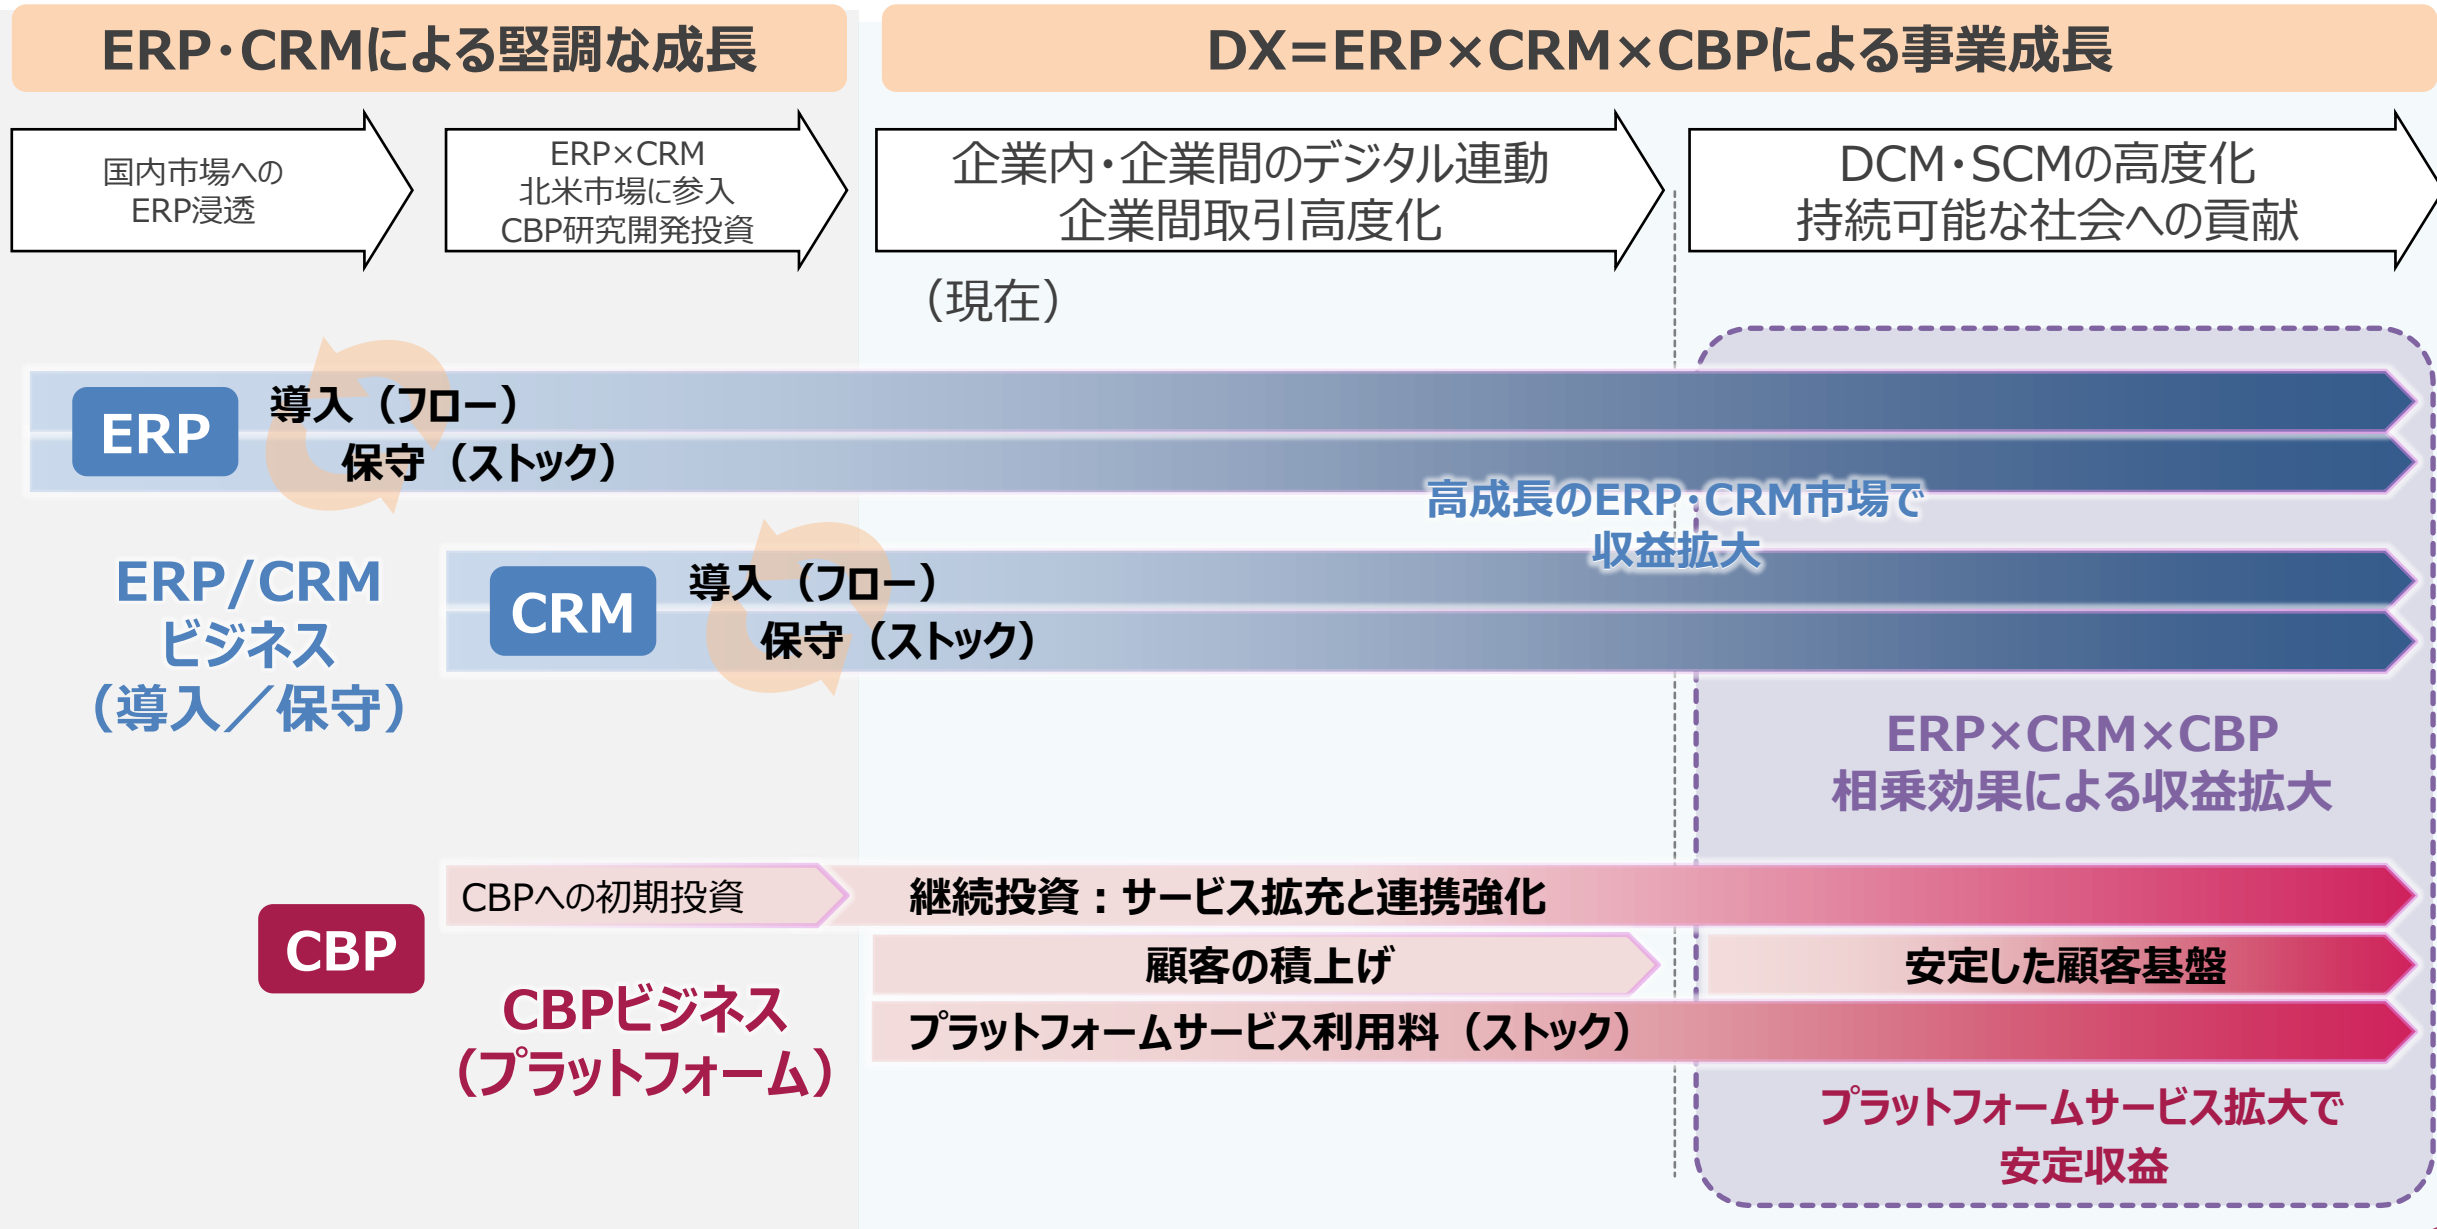 ERP･CRMによる堅調な成長
DX=ERP×CRM×CBPによる事業成長
国内市場への
ERP浸透
ERP×CRM
北米市場に参入
CBP研究開発投資
企業内･企業間のデジタル連動
企業間取引高度化
DCM･SCMの高度化
持続可能な社会への貢献
（現在）
ERP
導入（フロー）
保守（ストック）
高成長のERP･CRM市場で
収益拡大
ERP/CRM
ビジネス
（導入／保守）
CRM
導入（フロー）
保守（ストック）
ERP×CRM×CBP
相乗効果による収益拡大
CBP
CBPへの初期投資
継続投資：サービス拡充と連携強化
顧客の積上げ
安定した顧客基盤
プラットフォームサービス利用料（ストック）
CBPビジネス
（プラットフォーム）
プラットフォームサービス拡大で
安定収益